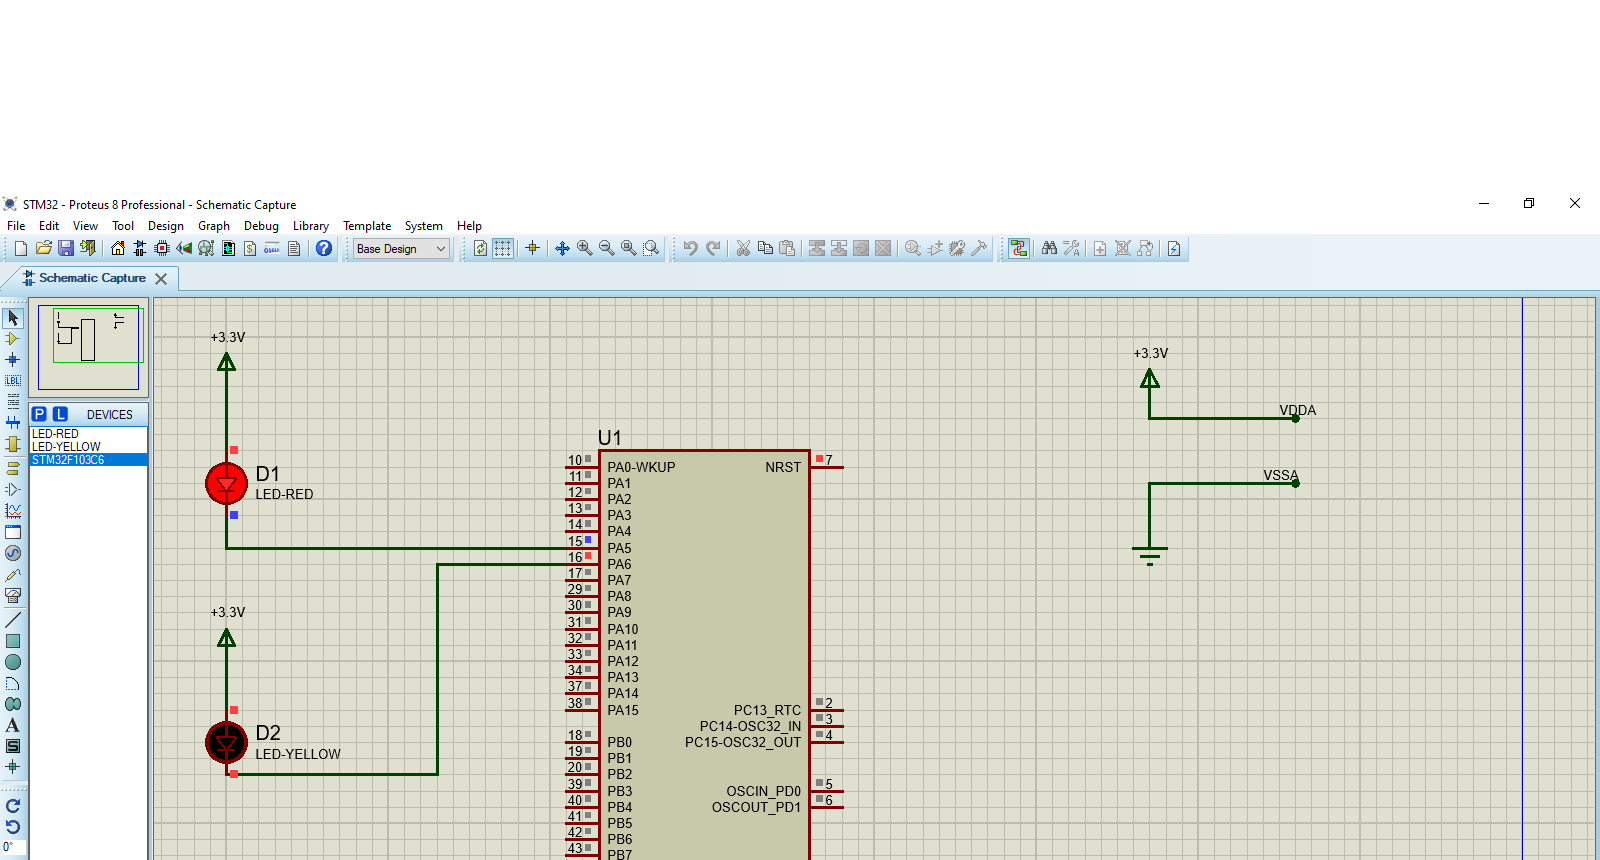 STM32 - Proteus 8 Professional - Schematic Capture
File Edit View Tool Design Graph Debug Library Template System Help
Base Design
Schematic Capture
P L DEVICES
LED-RED
LED-YELLOW
STM32F103C6
LBL
A
S
0°
+3.3V
D1
LED-RED
+3.3V
D2
LED-YELLOW
U1
10 PA0-WKUP NRST 7
11 PA1
12 PA2
13 PA3
14 PA4
15 PA5
16 PA6
17 PA7
29 PA8
30 PA9
31 PA10
32 PA11
33 PA12
34 PA13
37 PA14
38 PA15 PC13_RTC 2
PC14-OSC32_IN 3
18 PB0 PC15-OSC32_OUT 4
19 PB1
20 PB2
39 PB3 OSCIN_PD0 5
40 PB4 OSCOUT_PD1 6
41 PB5
42 PB6
43 PB7
+3.3V
VDDA
VSSA